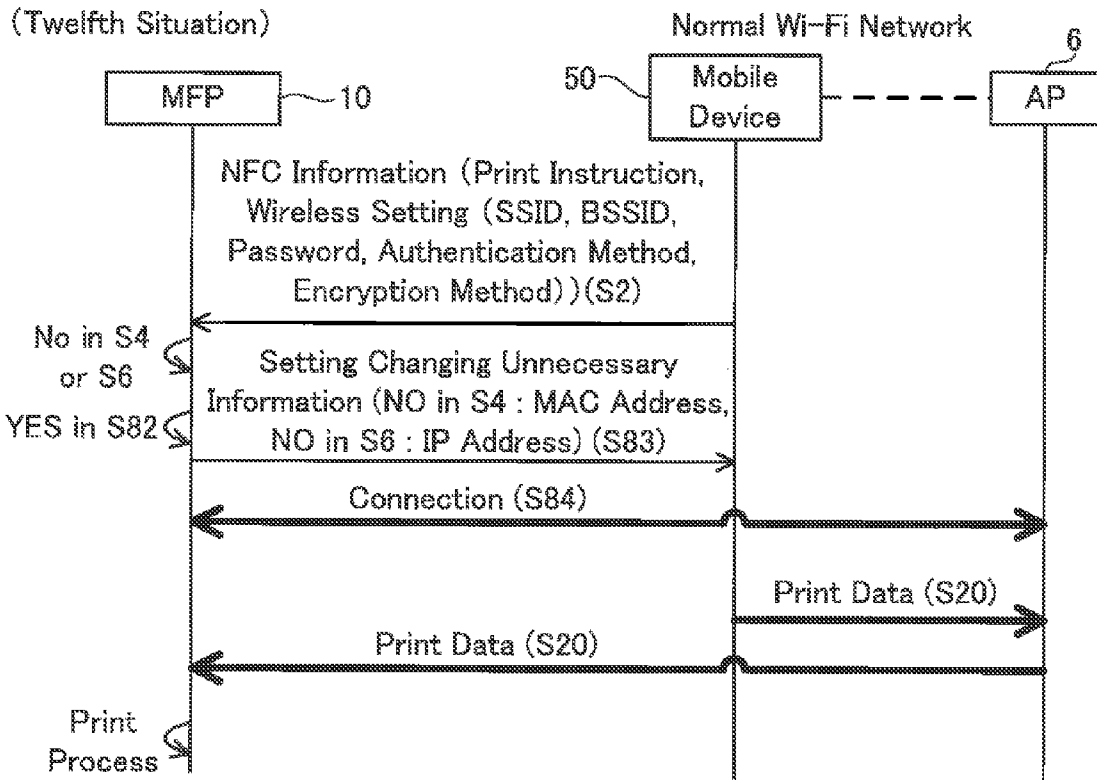 (Twelfth Situation)
Normal Wi-Fi Network
MFP
10
50
Mobile
Device
6
AP
NFC Information (Print Instruction,
Wireless Setting (SSID, BSSID,
Password, Authentication Method,
Encryption Method))(S2)
No in S4
or S6
Setting Changing Unnecessary
Information (NO in S4 : MAC Address,
NO in S6 : IP Address) (S83)
YES in S82
Connection (S84)
Print Data (S20)
Print Data (S20)
Print
Process